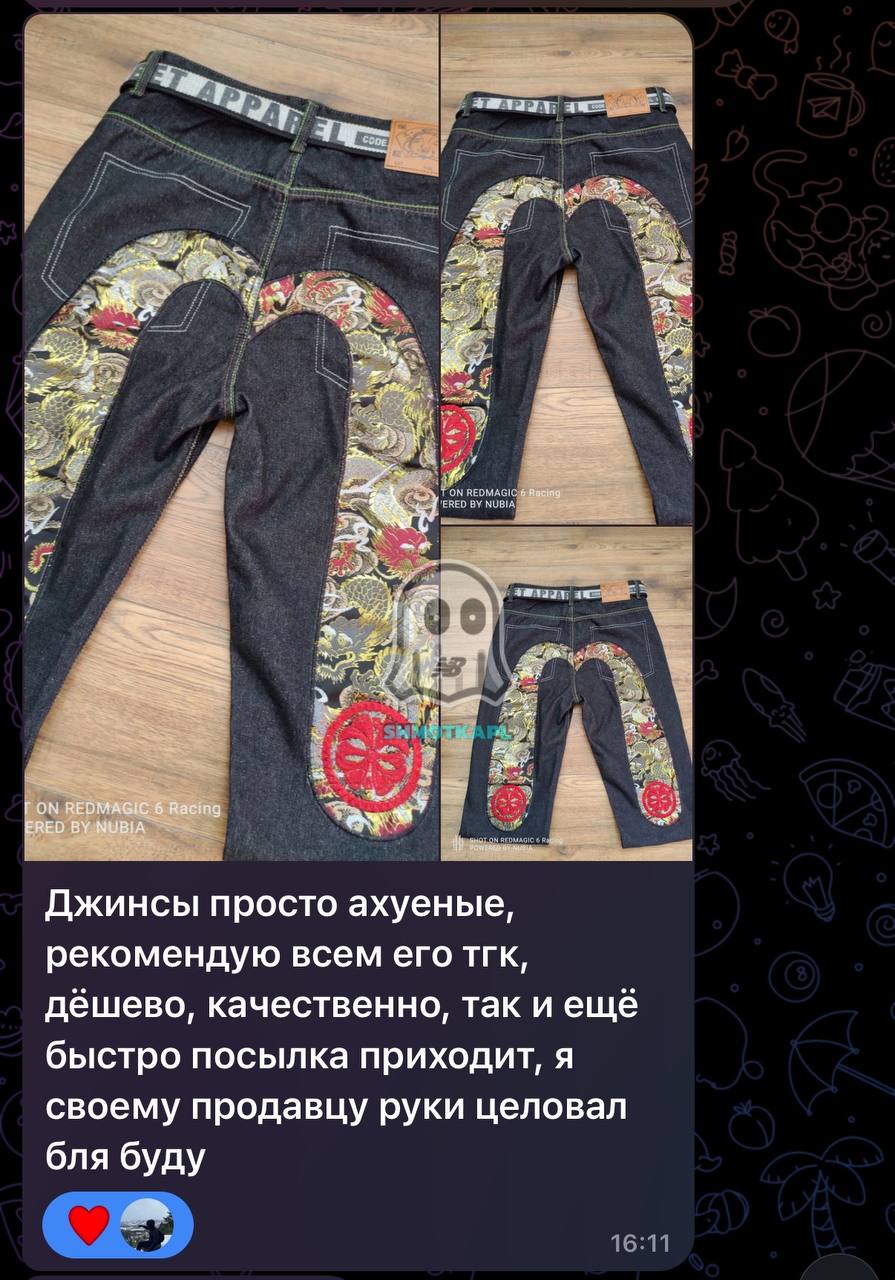 ET APPAREL
CODE
ET APPAREL
CODE
T ON REDMAGIC 6 Racing
ERED BY NUBIA
ET APPAREL
SHMOTKAPL
T ON REDMAGIC 6 Racing
ERED BY NUBIA
SHOT ON REDMAGIC 6 Racing
POWERED BY NUBIA
Джинсы просто ахуеные,
рекомендую всем его тгк,
дёшево, качественно, так и ещё
быстро посылка приходит, я
своему продавцу руки целовал
бля буду
16:11